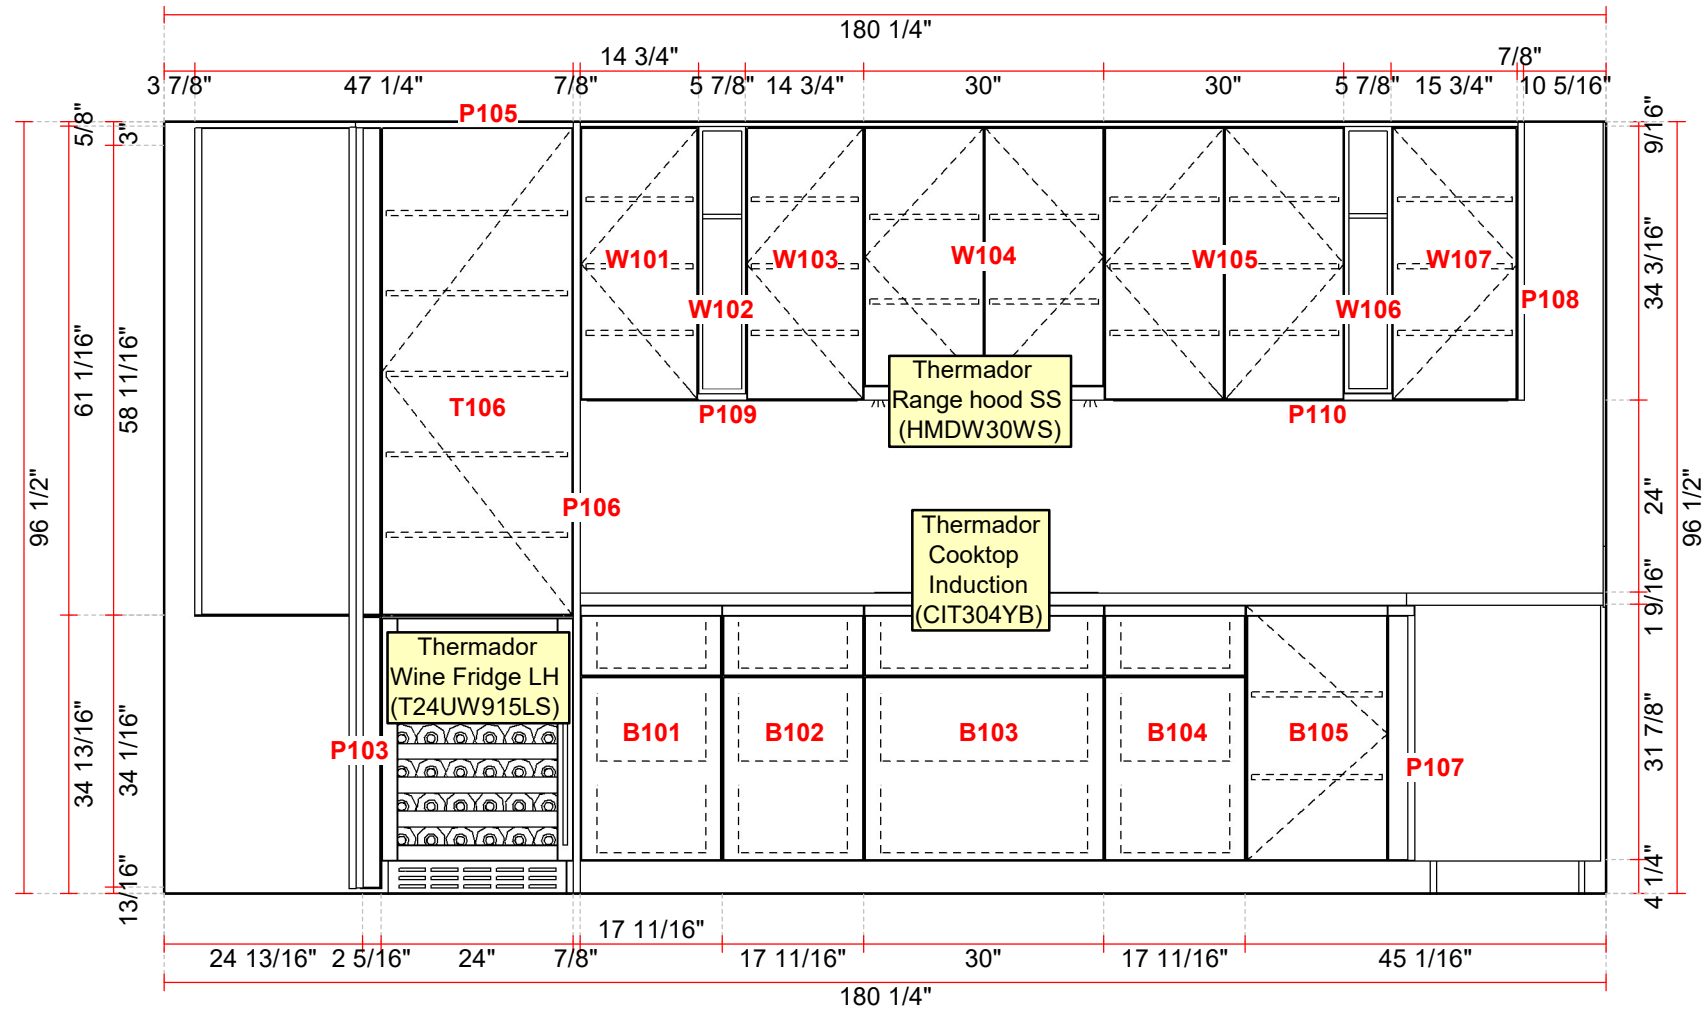 180 1/4"
14 3/4"
7/8"
3 7/8"
47 1/4"
7/8"
5 7/8"
14 3/4"
30"
30"
5 7/8"
15 3/4"
10 5/16"
P105
5/8"
3"
9/16"
W101
W102
W103
W104
W105
W106
W107
P108
34 3/16"
61 1/16"
58 11/16"
T106
P109
Thermador
Range hood SS
(HMDW30WS)
P110
96 1/2"
P106
24"
96 1/2"
Thermador
Cooktop
Induction
(CIT304YB)
1 9/16"
Thermador
Wine Fridge LH
(T24UW915LS)
34 13/16"
34 1/16"
P103
B101
B102
B103
B104
B105
P107
31 7/8"
13/16"
4 1/4"
17 11/16"
24 13/16"
2 5/16"
24"
7/8"
17 11/16"
30"
17 11/16"
45 1/16"
180 1/4"